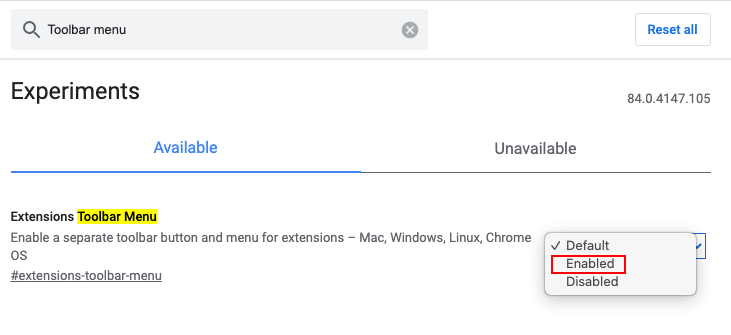 Toolbar menu
Reset all
Experiments
84.0.4147.105
Available
Unavailable
Extensions Toolbar Menu
Enable a separate toolbar button and menu for extensions – Mac, Windows, Linux, Chrome
OS
#extensions-toolbar-menu
✓ Default
Enabled
Disabled